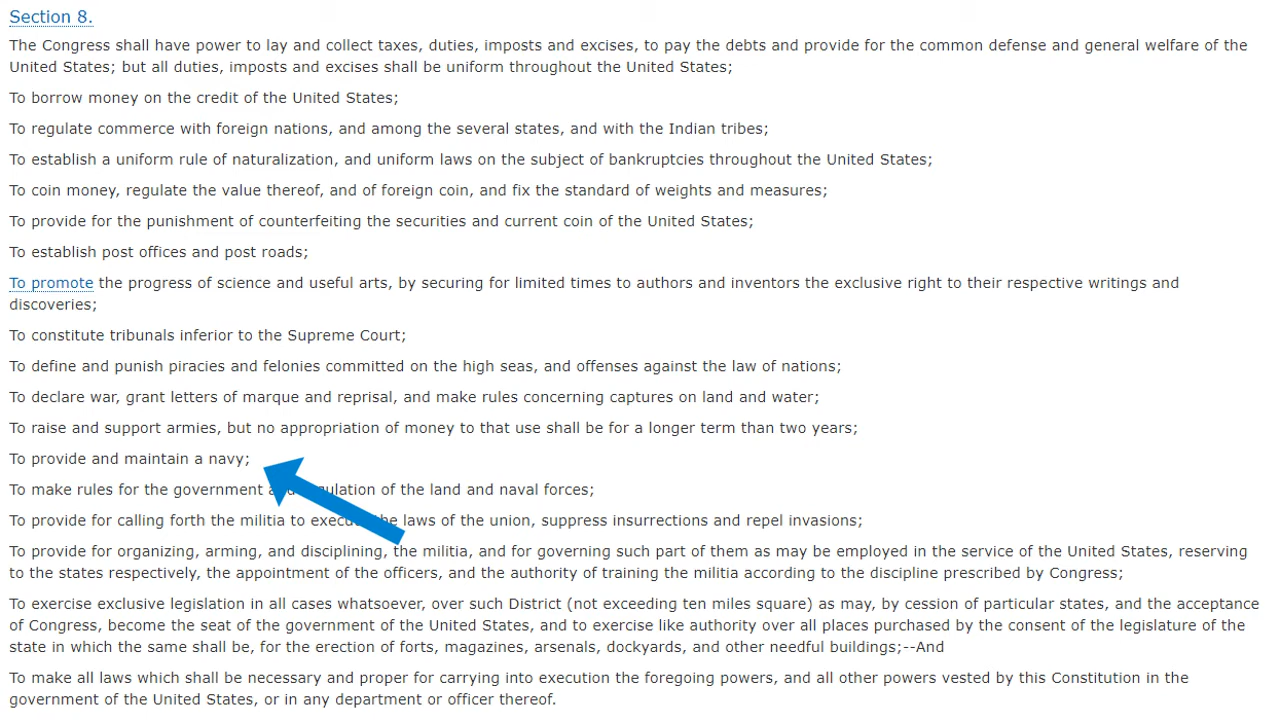 Section 8.
The Congress shall have power to lay and collect taxes, duties, imposts and excises, to pay the debts and provide for the common defense and general welfare of the
United States; but all duties, imposts and excises shall be uniform throughout the United States;
To borrow money on the credit of the United States;
To regulate commerce with foreign nations, and among the several states, and with the Indian tribes;
To establish a uniform rule of naturalization, and uniform laws on the subject of bankruptcies throughout the United States;
To coin money, regulate the value thereof, and of foreign coin, and fix the standard of weights and measures;
To provide for the punishment of counterfeiting the securities and current coin of the United States;
To establish post offices and post roads;
To promote the progress of science and useful arts, by securing for limited times to authors and inventors the exclusive right to their respective writings and
discoveries;
To constitute tribunals inferior to the Supreme Court;
To define and punish piracies and felonies committed on the high seas, and offenses against the law of nations;
To declare war, grant letters of marque and reprisal, and make rules concerning captures on land and water;
To raise and support armies, but no appropriation of money to that use shall be for a longer term than two years;
To provide and maintain a navy;
To make rules for the government and regulation of the land and naval forces;
To provide for calling forth the militia to execute the laws of the union, suppress insurrections and repel invasions;
To provide for organizing, arming, and disciplining, the militia, and for governing such part of them as may be employed in the service of the United States, reserving
to the states respectively, the appointment of the officers, and the authority of training the militia according to the discipline prescribed by Congress;
To exercise exclusive legislation in all cases whatsoever, over such District (not exceeding ten miles square) as may, by cession of particular states, and the acceptance
of Congress, become the seat of the government of the United States, and to exercise like authority over all places purchased by the consent of the legislature of the
state in which the same shall be, for the erection of forts, magazines, arsenals, dockyards, and other needful buildings;--And
To make all laws which shall be necessary and proper for carrying into execution the foregoing powers, and all other powers vested by this Constitution in the
government of the United States, or in any department or officer thereof.